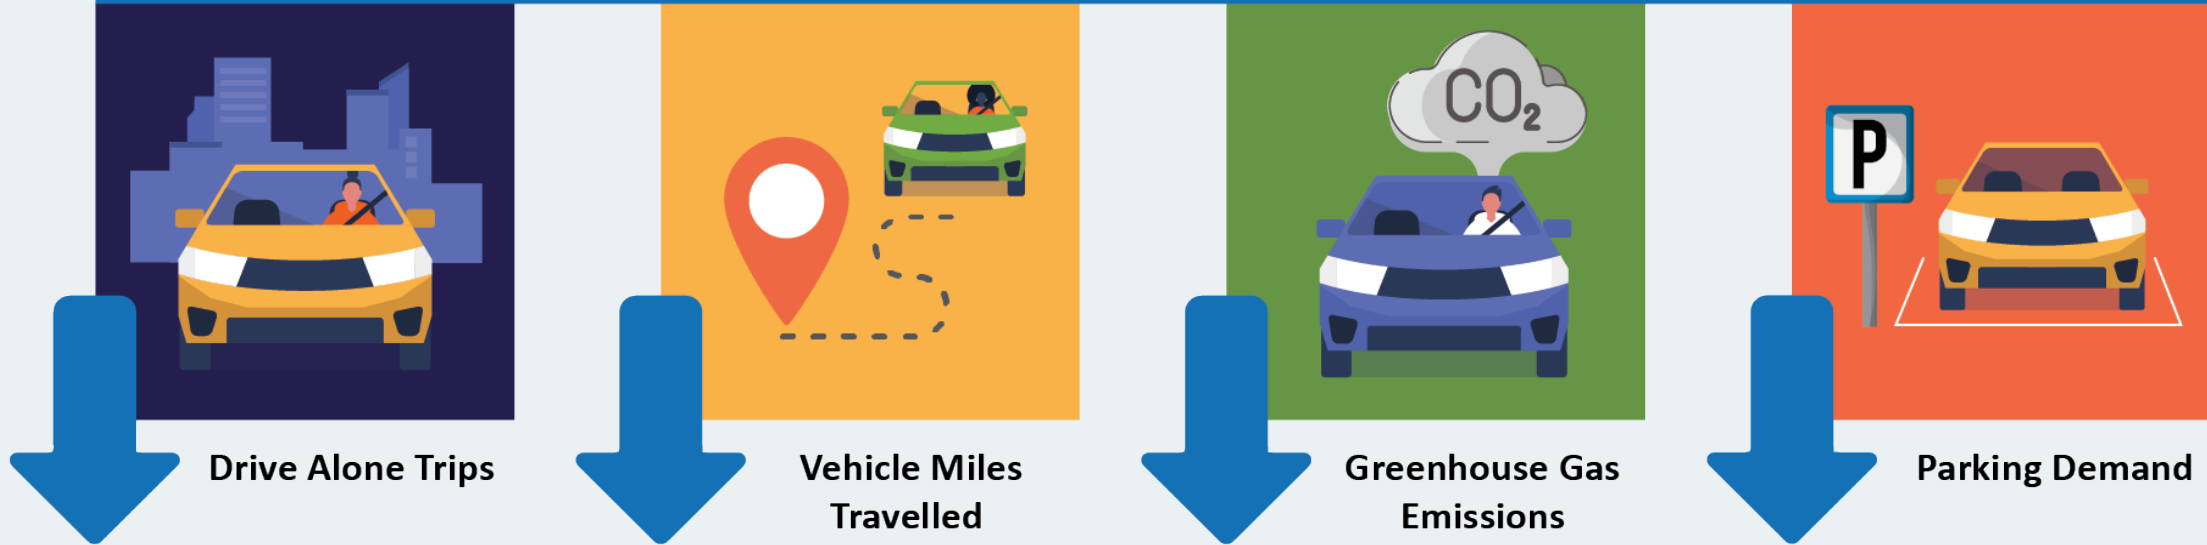 CO₂
P
Drive Alone Trips
Vehicle Miles
Travelled
Greenhouse Gas
Emissions
Parking Demand